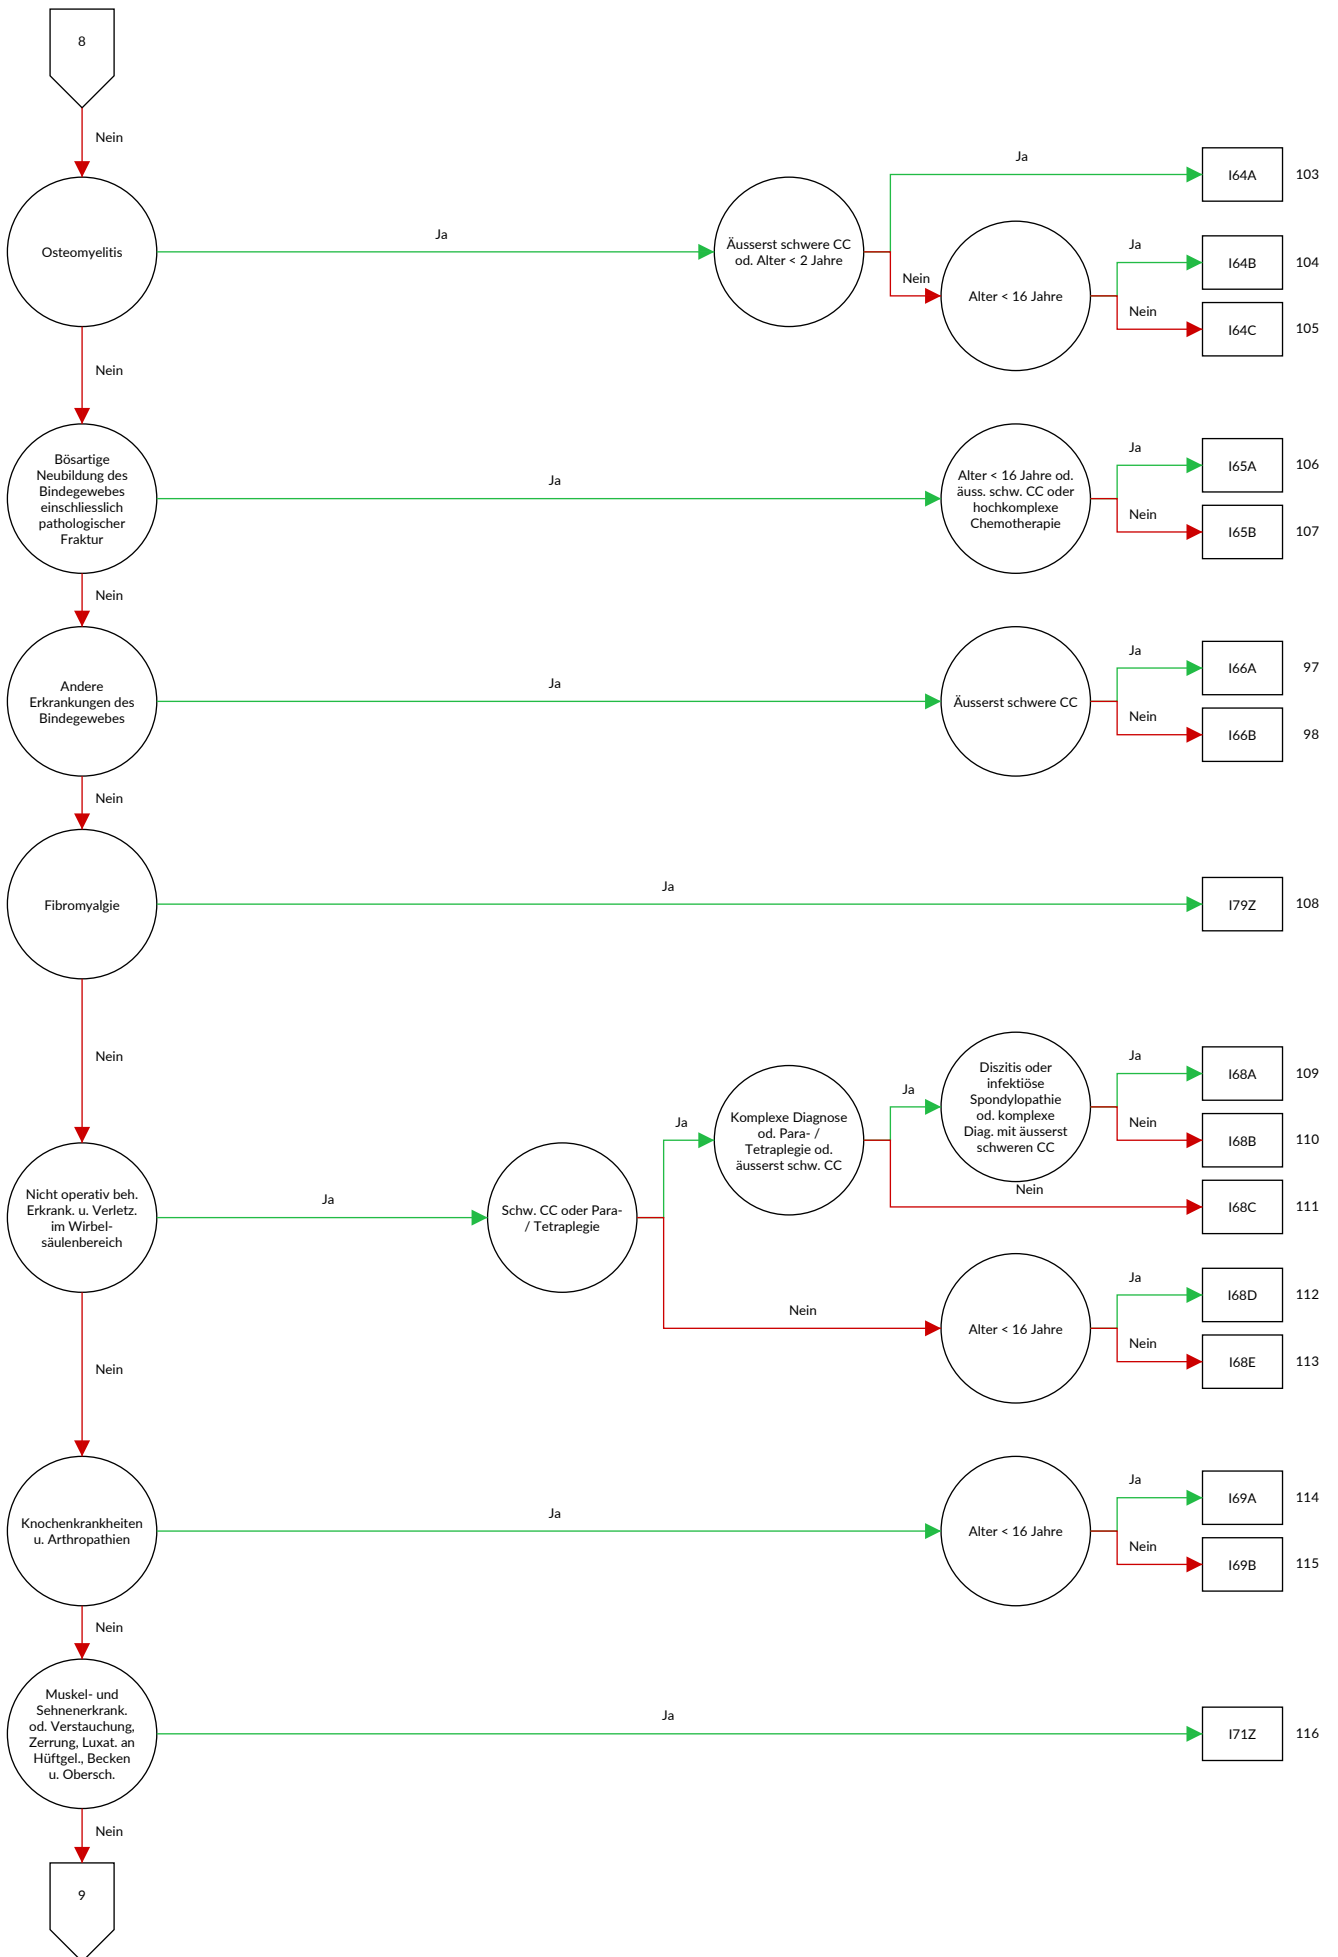 8
Nein
Osteomyelitis
Ja
Äusserst schwere CC
od. Alter < 2 Jahre
Ja
I64A
103
Nein
Alter < 16 Jahre
Ja
I64B
104
Nein
I64C
105
Nein
Bösartige
Neubildung des
Bindegewebes
einschliesslich
pathologischer
Fraktur
Ja
Alter < 16 Jahre od.
äuss. schw. CC oder
hochkomplexe
Chemotherapie
Ja
I65A
106
Nein
I65B
107
Nein
Andere
Erkrankungen des
Bindegewebes
Ja
Äusserst schwere CC
Ja
I66A
97
Nein
I66B
98
Nein
Fibromyalgie
Ja
I79Z
108
Nein
Nicht operativ beh.
Erkrank. u. Verletz.
im Wirbel-
säulenbereich
Ja
Schw. CC oder Para-
/ Tetraplegie
Ja
Komplexe Diagnose
od. Para- /
Tetraplegie od.
äusserst schw. CC
Ja
Diszitis oder
infektiöse
Spondylopathie
od. komplexe
Diag. mit äusserst
schweren CC
Ja
I68A
109
Nein
I68B
110
Nein
I68C
111
Nein
Alter < 16 Jahre
Ja
I68D
112
Nein
I68E
113
Nein
Knochenkrankheiten
u. Arthropathien
Ja
Alter < 16 Jahre
Ja
I69A
114
Nein
I69B
115
Nein
Muskel- und
Sehnenerkrank.
od. Verstauchung,
Zerrung, Luxat. an
Hüftgel., Becken
u. Obersch.
Ja
I71Z
116
Nein
9